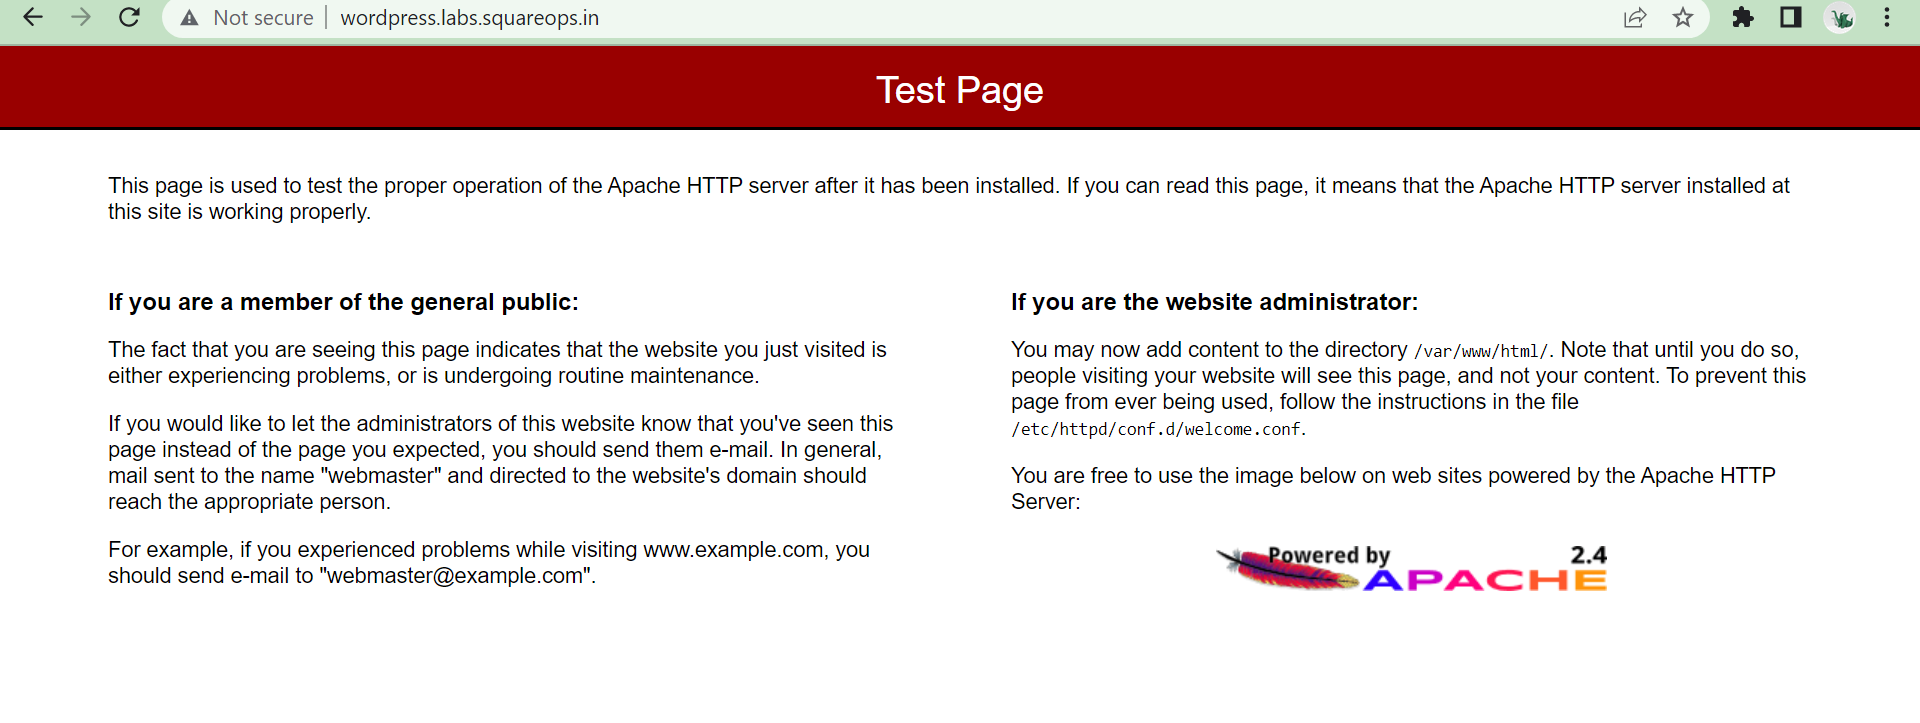 Not secure | wordpress.labs.squareops.in
Test Page
This page is used to test the proper operation of the Apache HTTP server after it has been installed. If you can read this page, it means that the Apache HTTP server installed at
this site is working properly.
If you are a member of the general public:
The fact that you are seeing this page indicates that the website you just visited is
either experiencing problems, or is undergoing routine maintenance.
If you would like to let the administrators of this website know that you've seen this
page instead of the page you expected, you should send them e-mail. In general,
mail sent to the name "webmaster" and directed to the website's domain should
reach the appropriate person.
For example, if you experienced problems while visiting www.example.com, you
should send e-mail to "webmaster@example.com".
If you are the website administrator:
You may now add content to the directory /var/www/html/. Note that until you do so,
people visiting your website will see this page, and not your content. To prevent this
page from ever being used, follow the instructions in the file
/etc/httpd/conf.d/welcome.conf.
You are free to use the image below on web sites powered by the Apache HTTP
Server:
Powered by 2.4
APACHE